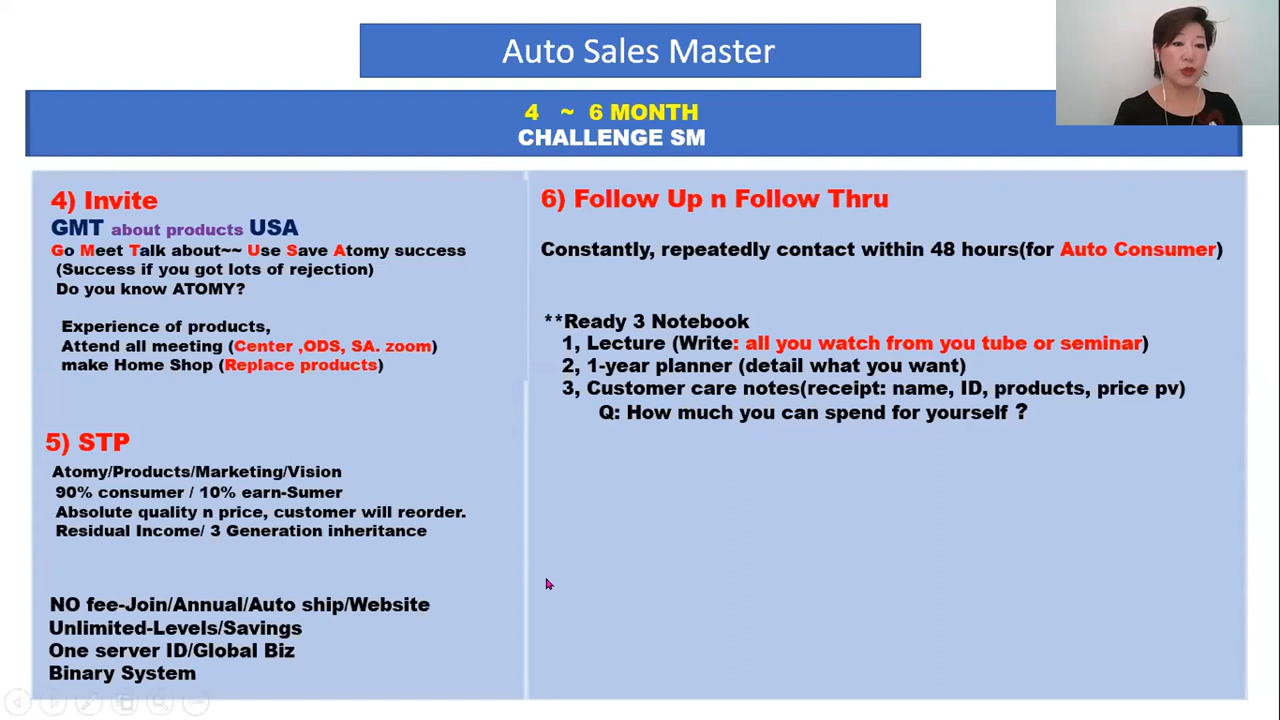 Auto Sales Master
4 ~ 6 MONTH
CHALLENGE SM
4) Invite
GMT about products USA
Go Meet Talk about~~ Use Save Atomy success
(Success if you got lots of rejection)
Do you know ATOMY?
Experience of products,
Attend all meeting (Center ,ODS, SA. zoom)
make Home Shop (Replace products)
5) STP
Atomy/Products/Marketing/Vision
90% consumer / 10% earn-Sumer
Absolute quality n price, customer will reorder.
Residual Income/ 3 Generation inheritance
NO fee-Join/Annual/Auto ship/Website
Unlimited-Levels/Savings
One server ID/Global Biz
Binary System
6) Follow Up n Follow Thru
Constantly, repeatedly contact within 48 hours(for Auto Consumer)
**Ready 3 Notebook
1, Lecture (Write: all you watch from you tube or seminar)
2, 1-year planner (detail what you want)
3, Customer care notes(receipt: name, ID, products, price pv)
Q: How much you can spend for yourself ?